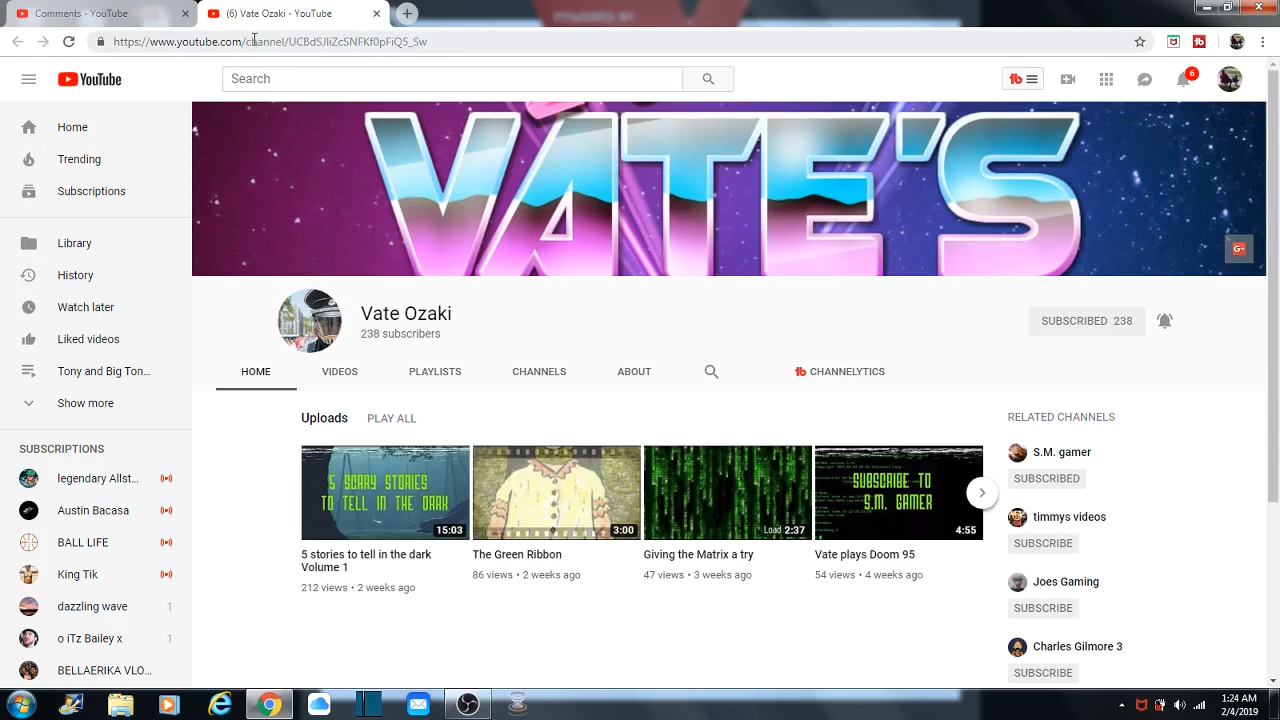 Comments - YouTube
(6) Vate Ozaki - YouTube
https://www.youtube.com/channel/UCBdSJliZcSNFKf0pFiQ5_Sw
YouTube
Search
6
VATE'S
Home
Trending
Subscriptions
Library
History
Watch later
Liked videos
Tony and Big Ton...
Show more
SUBSCRIPTIONS
legendary Allst...
Austin Bacskos...
BALL EDITS...
King Tik
dazzling wave 1
o iTz Bailey x 1
BELLAERIKA VLO...
Vate Ozaki
238 subscribers
SUBSCRIBED 238
HOME VIDEOS PLAYLISTS CHANNELS ABOUT CHANNELYTICS
Uploads PLAY ALL
5 SCARY STORIES
TO TELL IN THE DARK
15:03
5 stories to tell in the dark
Volume 1
212 views • 2 weeks ago
3:00
The Green Ribbon
86 views • 2 weeks ago
Load 2:37
Giving the Matrix a try
47 views • 3 weeks ago
SUBSCRIBE TO
S.M. GAMER
4:55
Vate plays Doom 95
54 views • 4 weeks ago
RELATED CHANNELS
S.M. gamer
SUBSCRIBED
timmys videos
SUBSCRIBE
Joes Gaming
SUBSCRIBE
Charles Gilmore 3
SUBSCRIBE
1:24 AM
2/4/2019